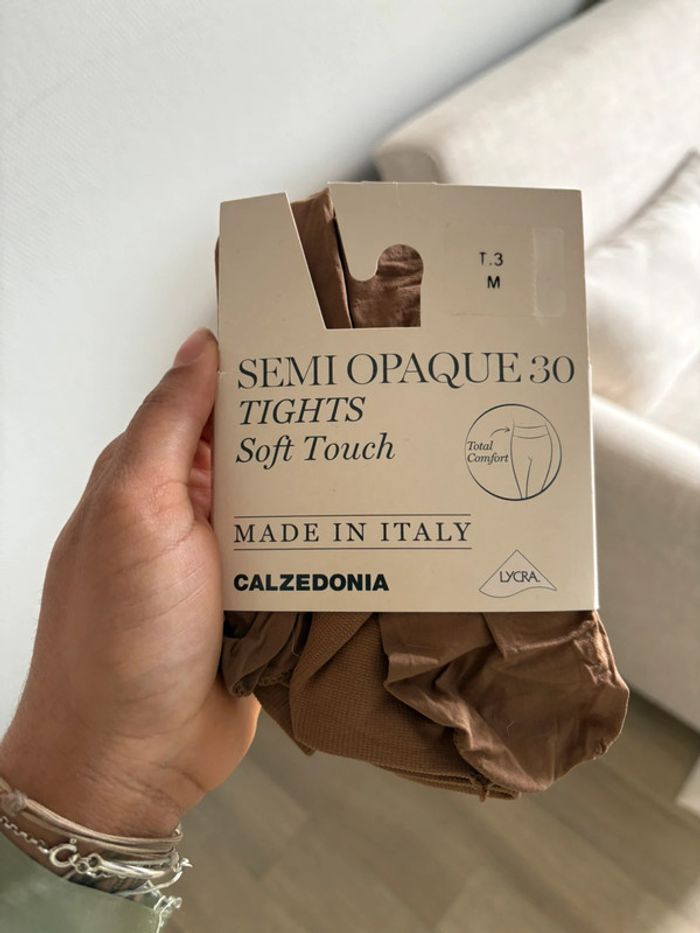 T.3
M
SEMI OPAQUE 30
TIGHTS
Soft Touch
Total
Comfort
MADE IN ITALY
CALZEDONIA
LYCRA